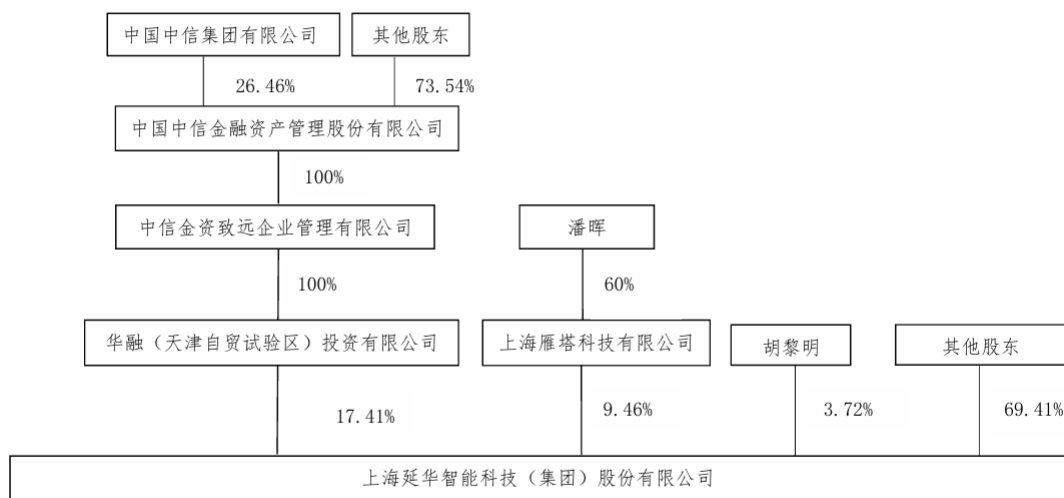 中国中信集团有限公司 其他股东
26.46% 73.54%
中国中信金融资产管理股份有限公司
100%
中信金资致远企业管理有限公司 潘晖
100% 60%
华融（天津自贸试验区）投资有限公司 上海雁塔科技有限公司 胡黎明 其他股东
17.41% 9.46% 3.72% 69.41%
上海延华智能科技（集团）股份有限公司